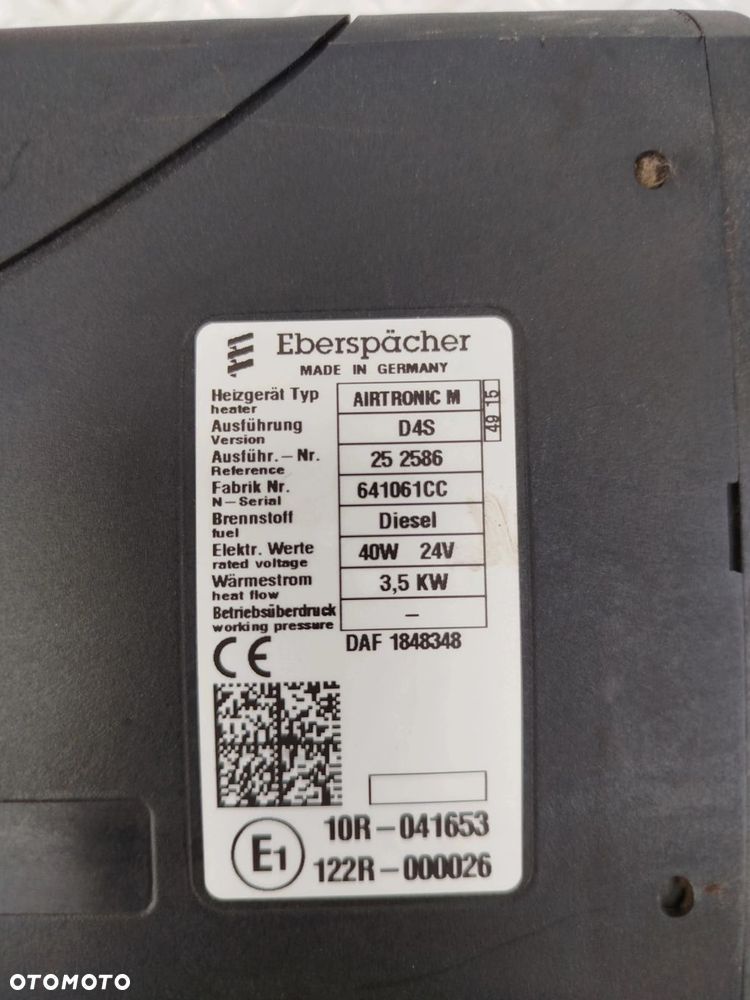 Eberspächer
MADE IN GERMANY
Heizgerät Typ AIRTRONIC M 49 15
heater
Ausführung D4S
Version
Ausführ.-Nr. 25 2586
Reference
Fabrik Nr. 641061CC
N-Serial
Brennstoff Diesel
fuel
Elektr. Werte 40W 24V
rated voltage
Wärmestrom 3,5 KW
heat flow
Betriebsüberdruck –
working pressure
DAF 1848348
CE
10R-041653
E1
122R-000026
OTOMOTO